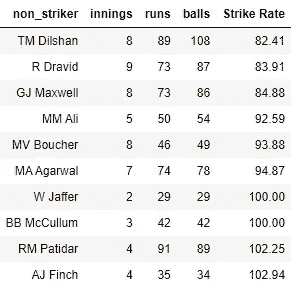 non_striker innings runs balls Strike Rate
TM Dilshan 8 89 108 82.41
R Dravid 9 73 87 83.91
GJ Maxwell 8 73 86 84.88
MM Ali 5 50 54 92.59
MV Boucher 8 46 49 93.88
MA Agarwal 7 74 78 94.87
W Jaffer 2 29 29 100.00
BB McCullum 3 42 42 100.00
RM Patidar 4 91 89 102.25
AJ Finch 4 35 34 102.94